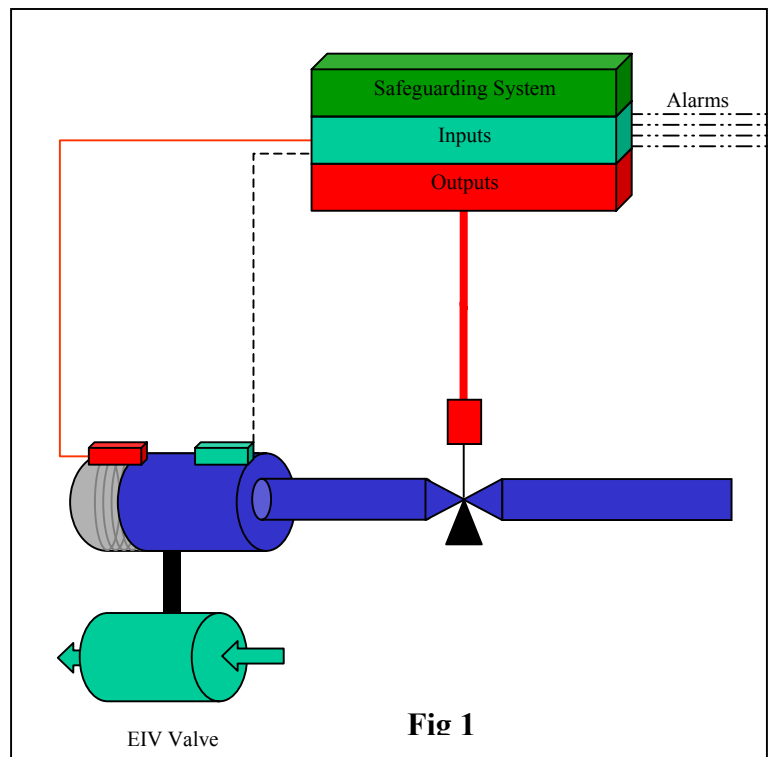 Safeguarding System
Alarms
Inputs
Outputs
EIV Valve
Fig 1